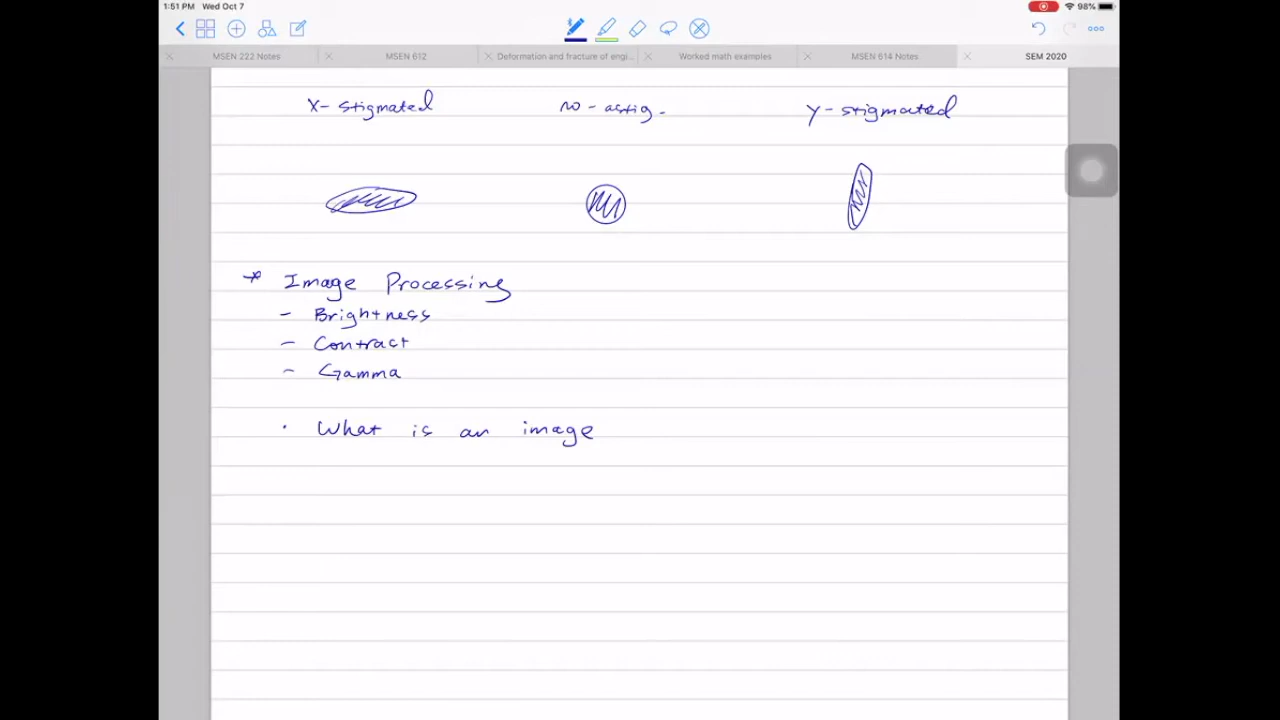 1:51 PM Wed Oct 7
98%
MSEN 222 Notes
MSEN 612
Deformation and fracture of engi...
Worked math examples
MSEN 614 Notes
SEM 2020
X- stigmated
no - astig.
Y-stigmated
* Image Processing
- Brightness
- Contract
- Gamma
· What is an image